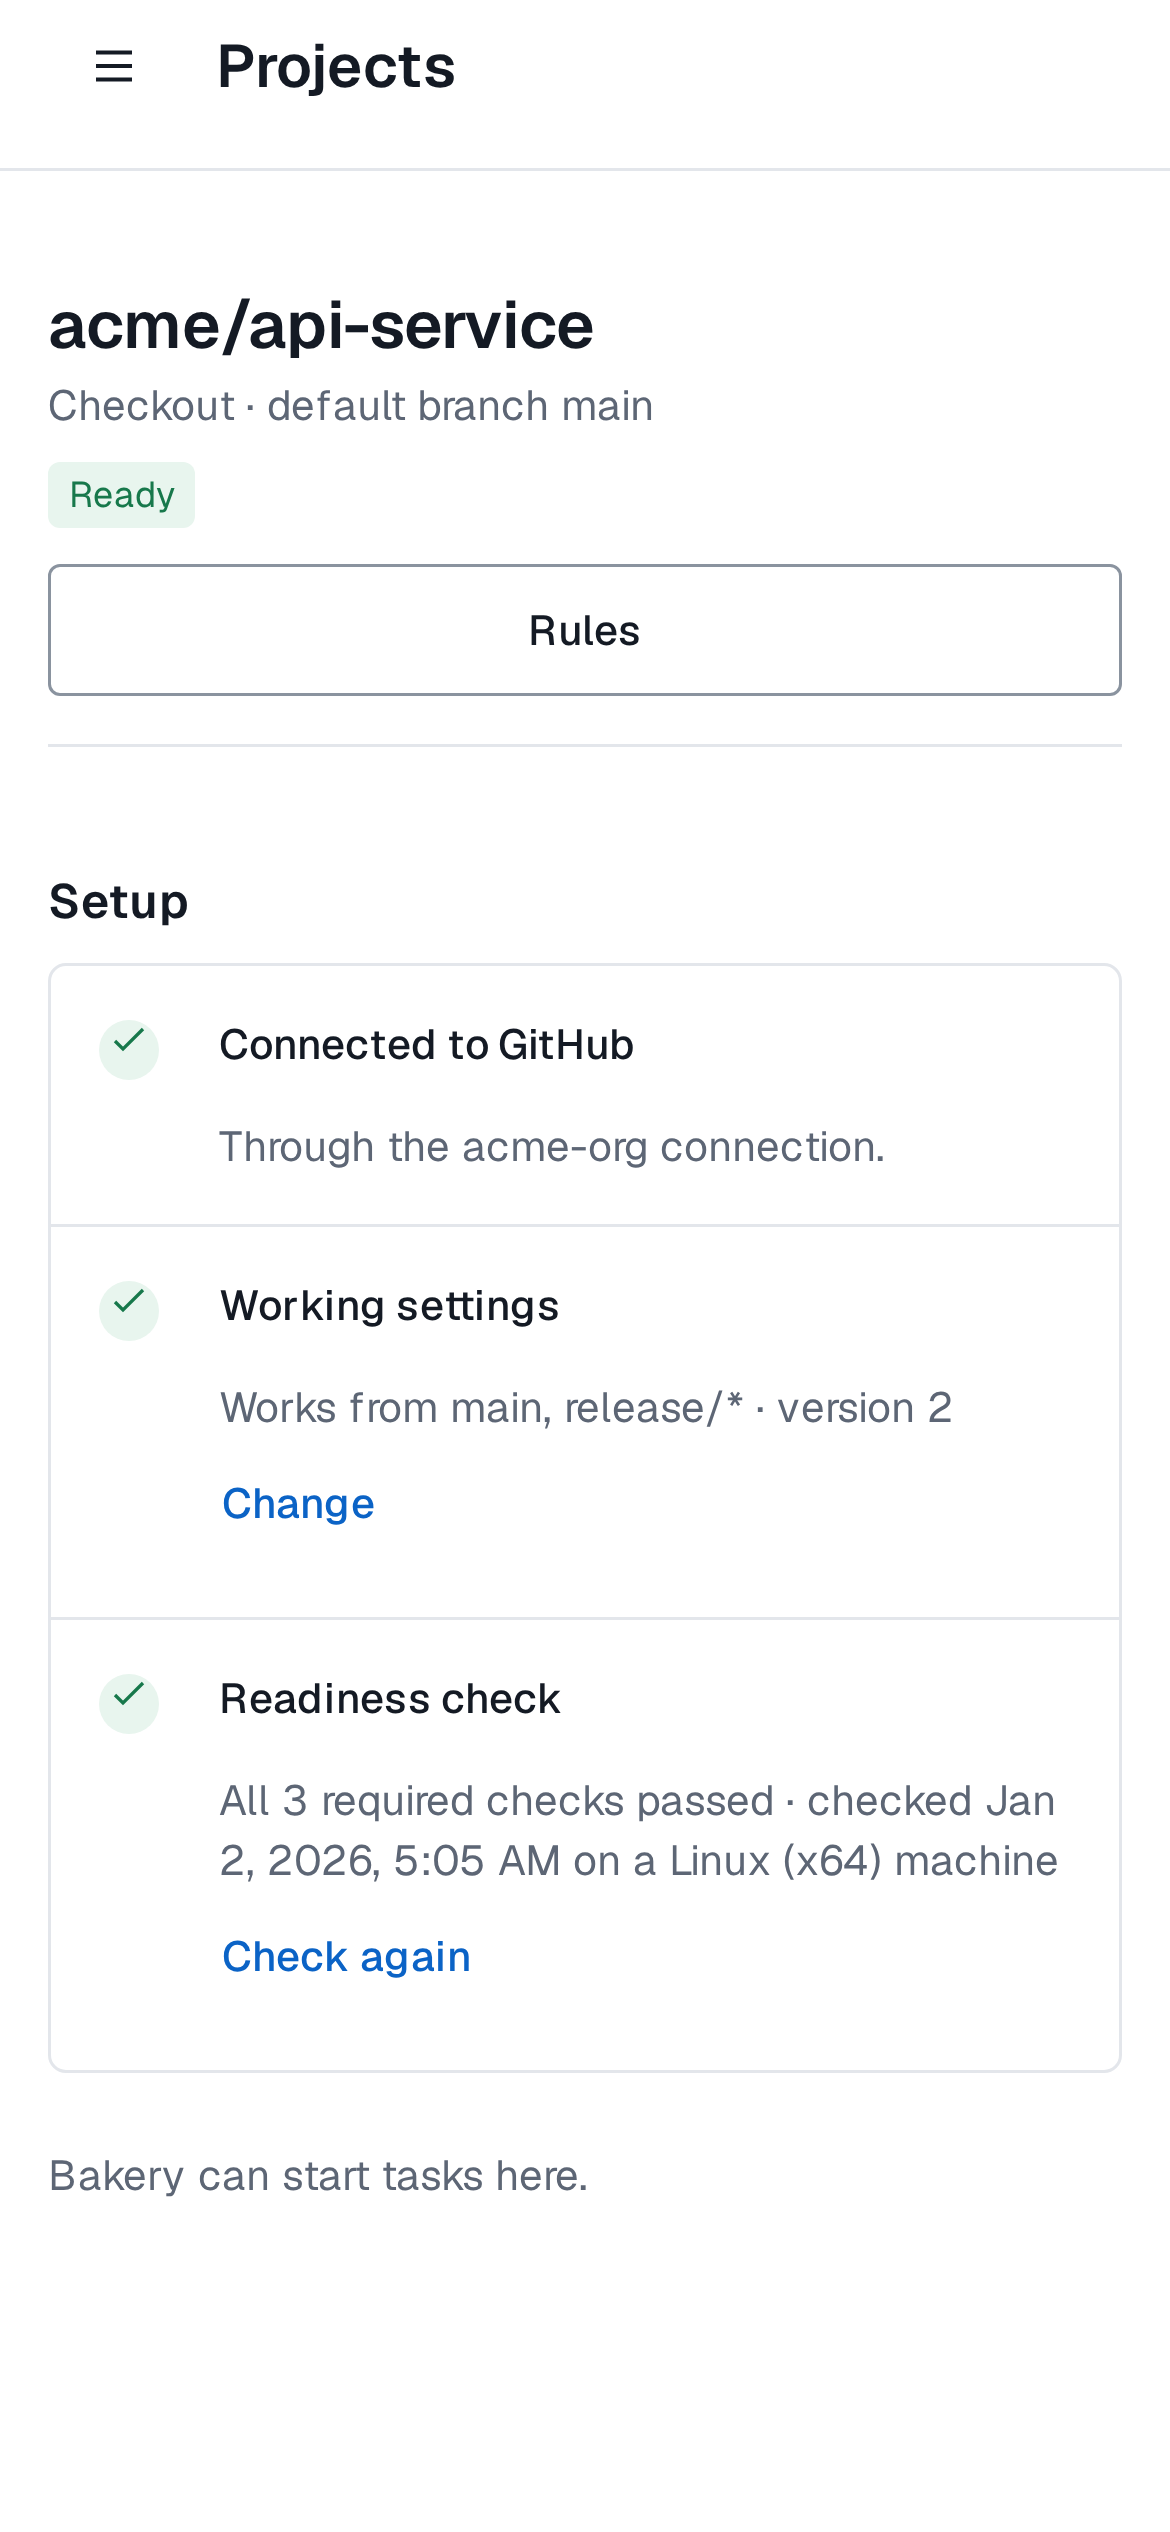 Projects
acme/api-service
Checkout · default branch main
Ready
Rules
Setup
Connected to GitHub
Through the acme-org connection.
Working settings
Works from main, release/* · version 2
Change
Readiness check
All 3 required checks passed · checked Jan
2, 2026, 5:05 AM on a Linux (x64) machine
Check again
Bakery can start tasks here.